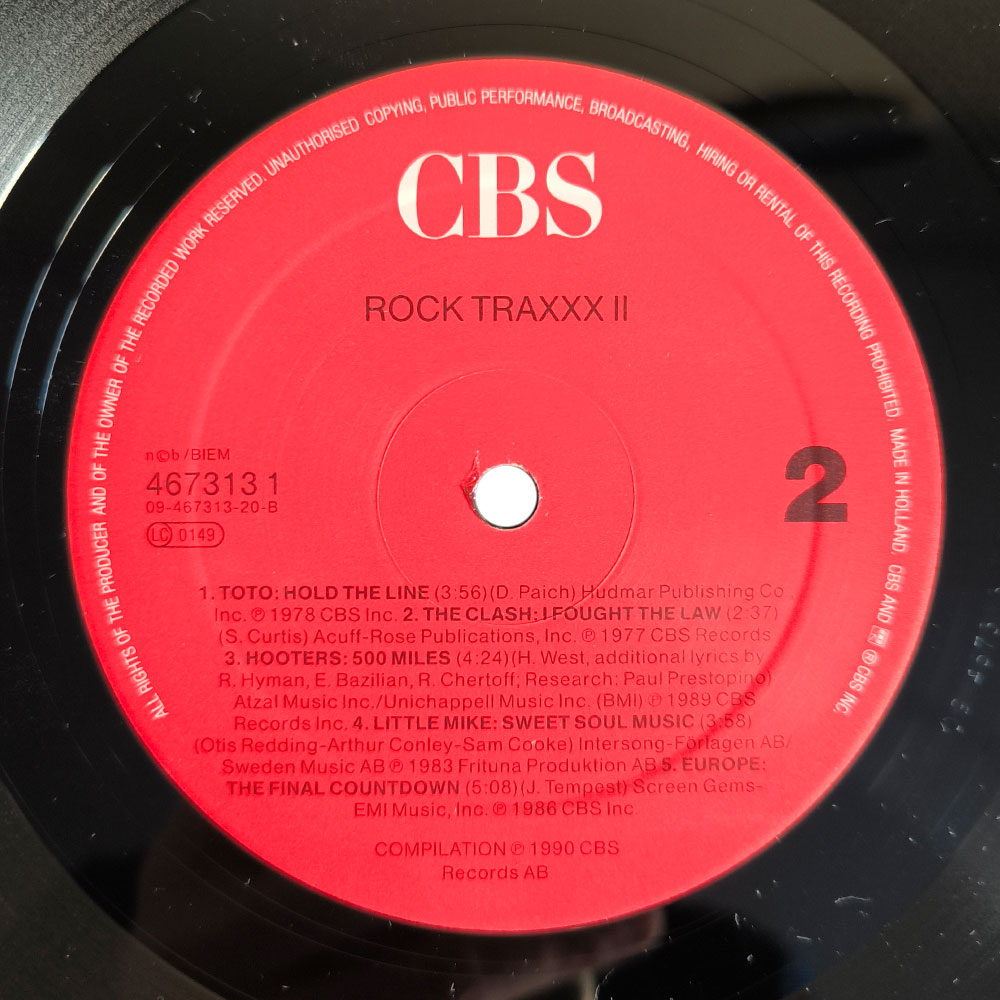 ALL RIGHTS OF THE PRODUCER AND OF THE OWNER OF THE RECORDED WORK RESERVED. UNAUTHORISED COPYING, PUBLIC PERFORMANCE, BROADCASTING, HIRING OR RENTAL OF THIS RECORDING PROHIBITED. MADE IN HOLLAND. CBS AND ® CBS INC.
CBS
ROCK TRAXXX II
n©b/BIEM
467313 1
09-467313-20-B
LC 0149
2
1. TOTO: HOLD THE LINE (3:56)(D. Paich) Hudmar Publishing Co
Inc. ℗ 1978 CBS Inc. 2. THE CLASH: I FOUGHT THE LAW (2:37)
(S. Curtis) Acuff-Rose Publications, Inc. ℗ 1977 CBS Records
3. HOOTERS: 500 MILES (4:24)(H. West, additional lyrics by
R. Hyman, E. Bazilian, R. Chertoff; Research: Paul Prestopino)
Atzal Music Inc./Unichappell Music Inc. (BMI) ℗ 1989 CBS
Records Inc. 4. LITTLE MIKE: SWEET SOUL MUSIC (3:58)
(Otis Redding-Arthur Conley-Sam Cooke) Intersong-Förlagen AB/
Sweden Music AB ℗ 1983 Frituna Produktion AB 5. EUROPE:
THE FINAL COUNTDOWN (5:08)(J. Tempest) Screen Gems-
EMI Music, Inc. ℗ 1986 CBS Inc
COMPILATION ℗ 1990 CBS
Records AB